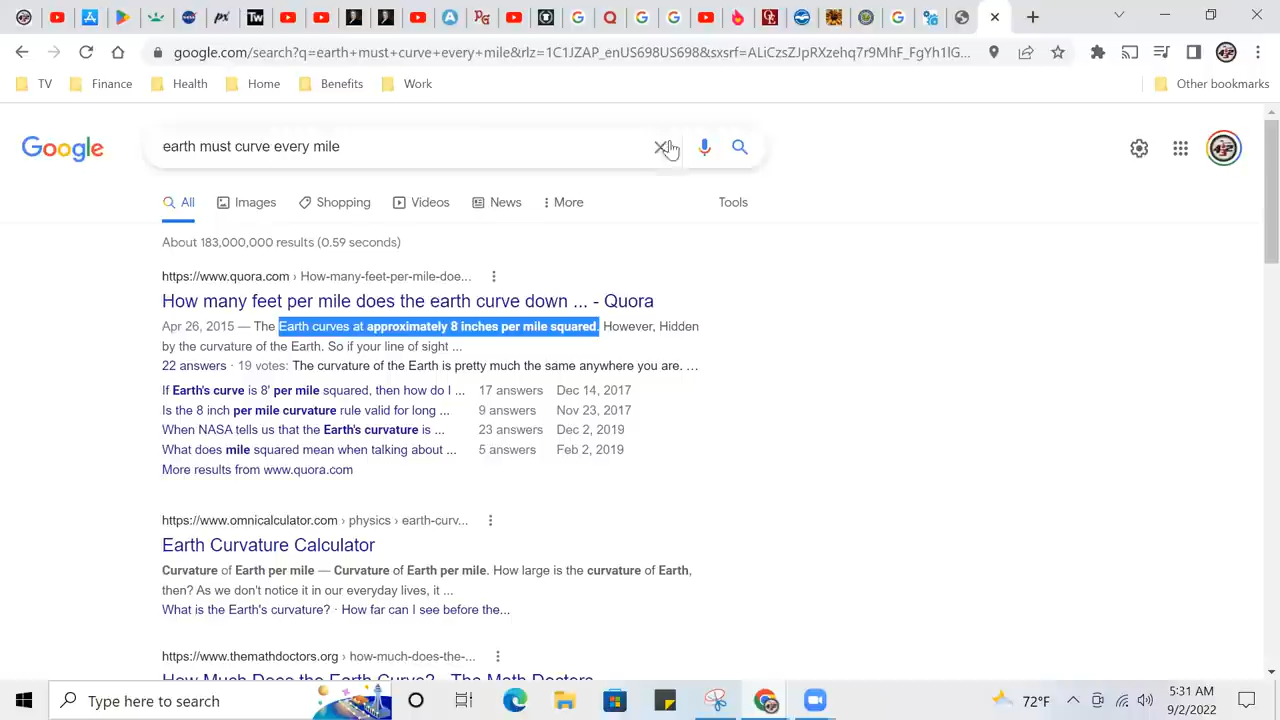 google.com/search?q=earth+must+curve+every+mile&rlz=1C1JZAP_enUS698US698&sxsrf=ALiCzsZJpRXzehq7r9MhF_FgYh1lG...
TV Finance Health Home Benefits Work Other bookmarks
Google earth must curve every mile
All Images Shopping Videos News More Tools
About 183,000,000 results (0.59 seconds)
https://www.quora.com › How-many-feet-per-mile-doe...
How many feet per mile does the earth curve down ... - Quora
Apr 26, 2015 — The Earth curves at approximately 8 inches per mile squared. However, Hidden
by the curvature of the Earth. So if your line of sight ...
22 answers · 19 votes: The curvature of the Earth is pretty much the same anywhere you are. ...
If Earth's curve is 8' per mile squared, then how do I ... 17 answers Dec 14, 2017
Is the 8 inch per mile curvature rule valid for long ... 9 answers Nov 23, 2017
When NASA tells us that the Earth's curvature is ... 23 answers Dec 2, 2019
What does mile squared mean when talking about ... 5 answers Feb 2, 2019
More results from www.quora.com
https://www.omnicalculator.com › physics › earth-curv...
Earth Curvature Calculator
Curvature of Earth per mile — Curvature of Earth per mile. How large is the curvature of Earth,
then? As we don't notice it in our everyday lives, it ...
What is the Earth's curvature? · How far can I see before the...
https://www.themathdoctors.org › how-much-does-the-...
How Much Does the Earth Curve? - The Math Doctors
Type here to search 72°F 5:31 AM
9/2/2022